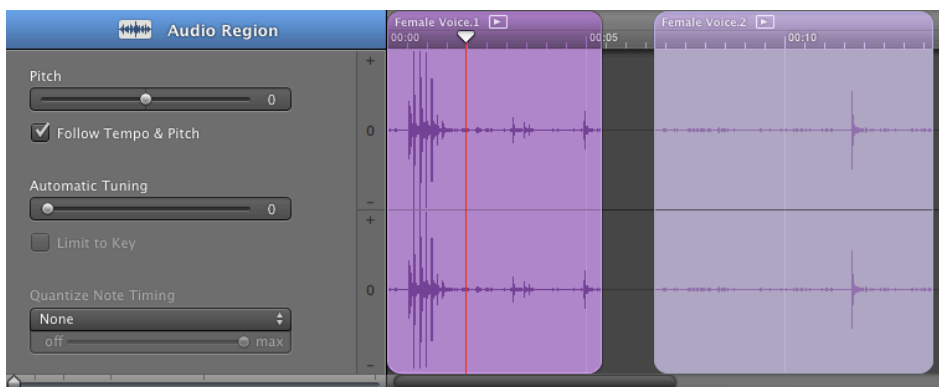 Audio Region
Pitch
0
Follow Tempo & Pitch
Automatic Tuning
0
Limit to Key
Quantize Note Timing
None
off max
+
0
-
+
0
-
Female Voice.1
00:00 00:05
Female Voice.2
00:10